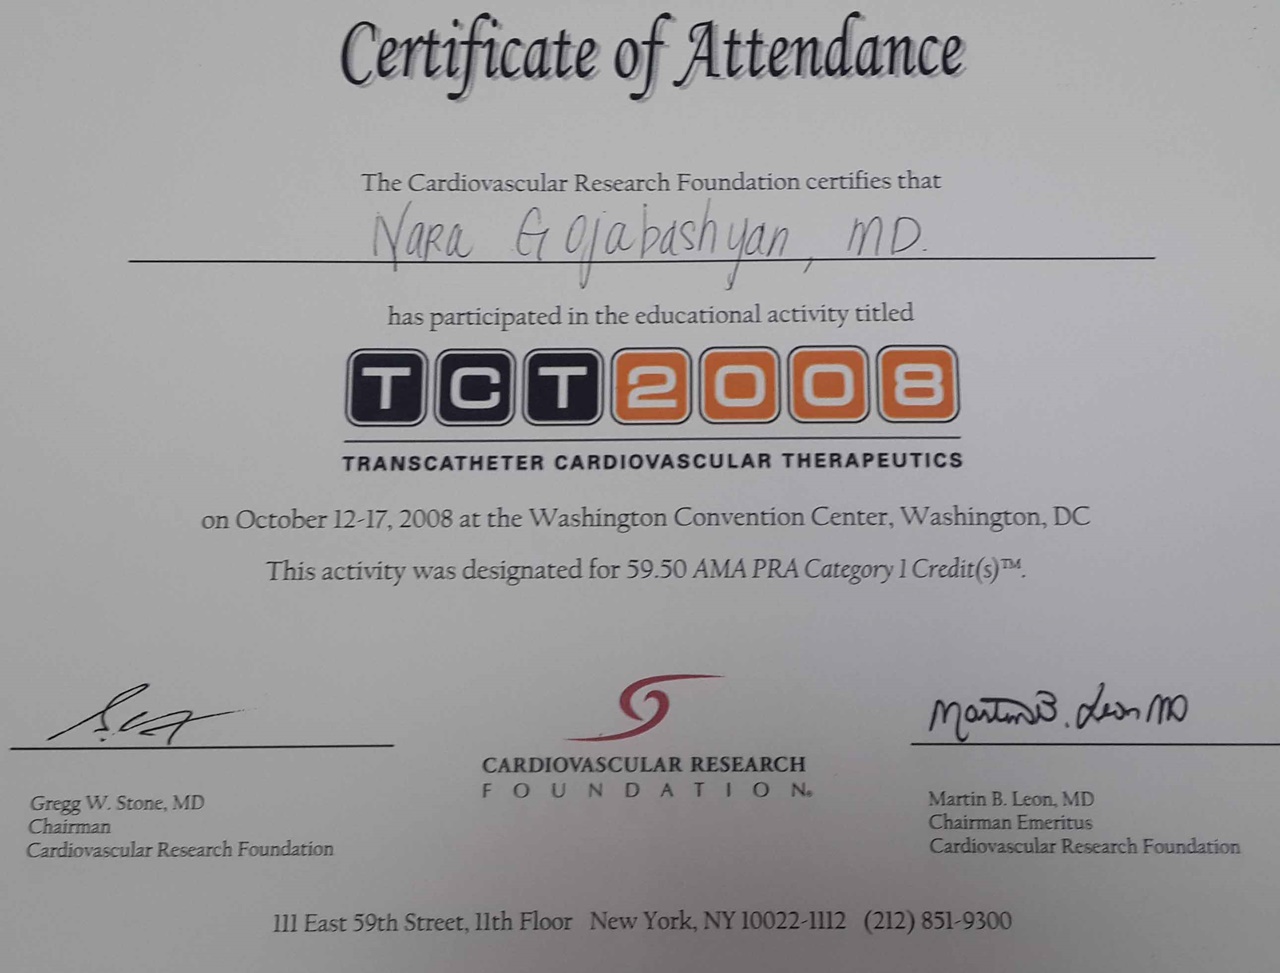 Certificate of Attendance
The Cardiovascular Research Foundation certifies that
Nara Gojabashyan, MD.
has participated in the educational activity titled
TCT2008
TRANSCATHETER CARDIOVASCULAR THERAPEUTICS
on October 12-17, 2008 at the Washington Convention Center, Washington, DC
This activity was designated for 59.50 AMA PRA Category 1 Credit(s)™.
Martin B. Leon MD
CARDIOVASCULAR RESEARCH
FOUNDATION®
Gregg W. Stone, MD
Chairman
Cardiovascular Research Foundation
Martin B. Leon, MD
Chairman Emeritus
Cardiovascular Research Foundation
111 East 59th Street, 11th Floor New York, NY 10022-1112 (212) 851-9300